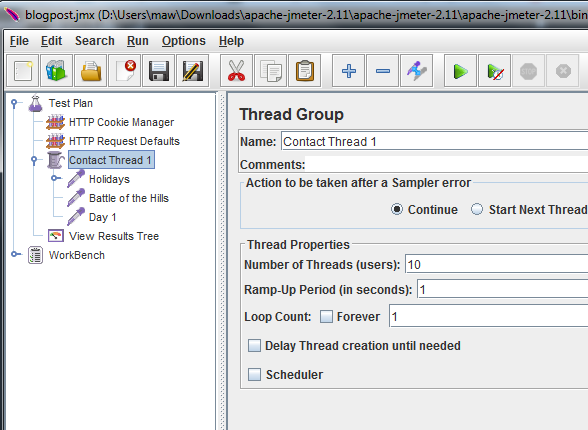 blogpost.jmx (D:\Users\maw\Downloads\apache-jmeter-2.11\apache-jmeter-2.11\apache-jmeter-2.11\bin
File Edit Search Run Options Help
Test Plan
HTTP Cookie Manager
HTTP Request Defaults
Contact Thread 1
Holidays
Battle of the Hills
Day 1
View Results Tree
WorkBench
Thread Group
Name: Contact Thread 1
Comments:
Action to be taken after a Sampler error
Continue Start Next Thread
Thread Properties
Number of Threads (users): 10
Ramp-Up Period (in seconds): 1
Loop Count: Forever 1
Delay Thread creation until needed
Scheduler